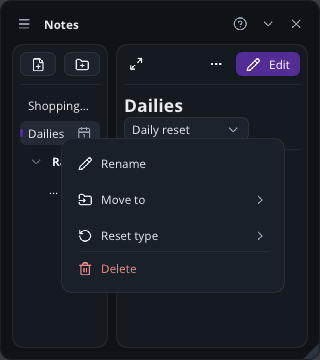 Notes
Edit
Shopping...
Dailies
Dailies
Daily reset
...
Rename
Move to
Reset type
Delete